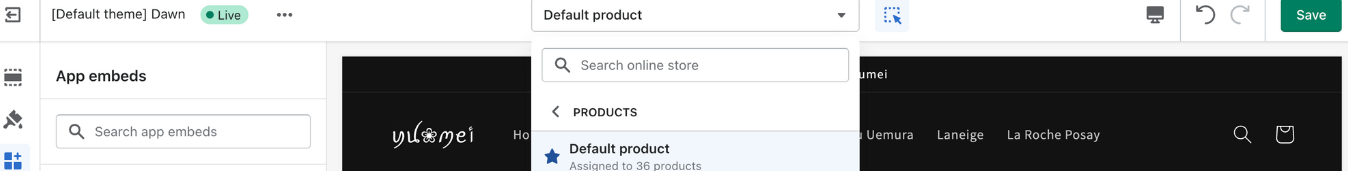 [Default theme] Dawn
Live
Default product
Save
App embeds
Search online store
umei
Search app embeds
PRODUCTS
yulumei
Ho
Uemura
Laneige
La Roche Posay
Default product
Assigned to 36 products